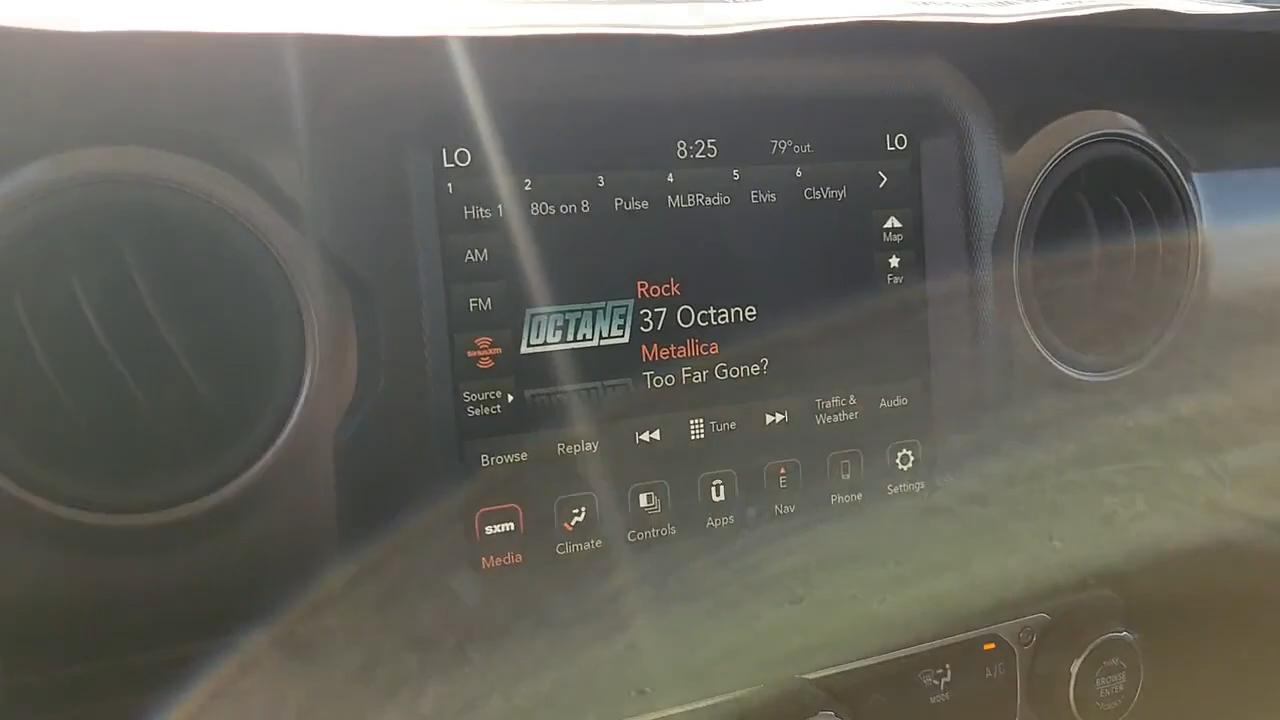 LO 8:25 79°out. LO
1 2 3 4 5 6
Hits 1 80s on 8 Pulse MLBRadio Elvis ClsVinyl
AM
Map
Fav
FM
Rock
OCTANE
37 Octane
SiriusXM
Metallica
Too Far Gone?
Source
Select
Browse Replay Tune
Traffic &
Weather
Audio
sxm
Media
Climate
Controls
û
Apps
E
Nav
Phone
Settings
MODE
A/C
TUNE
BROWSE
ENTER